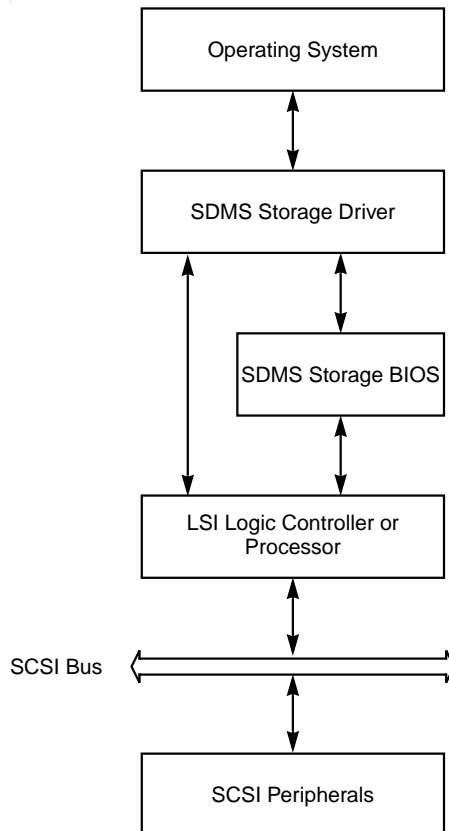 Operating System
SDMS Storage Driver
SDMS Storage BIOS
LSI Logic Controller or
Processor
SCSI Bus
SCSI Peripherals